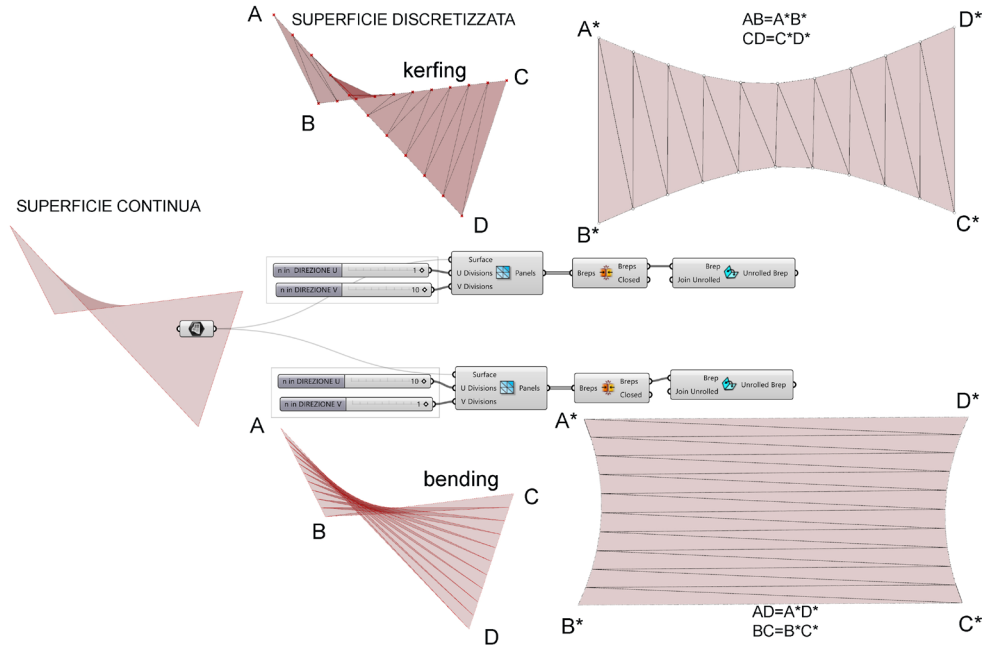 A
SUPERFICIE DISCRETIZZATA
kerfing
C
B
D
AB=A*B*
CD=C*D*
A*
D*
B*
C*
SUPERFICIE CONTINUA
n in DIREZIONE U
1
n in DIREZIONE V
10
Surface
U Divisions
V Divisions
Panels
Breps
Breps
Closed
Brep
Join Unrolled
Unrolled Brep
n in DIREZIONE U
10
n in DIREZIONE V
1
Surface
U Divisions
V Divisions
Panels
Breps
Breps
Closed
Brep
Join Unrolled
Unrolled Brep
A
bending
C
B
D
A*
D*
B*
C*
AD=A*D*
BC=B*C*